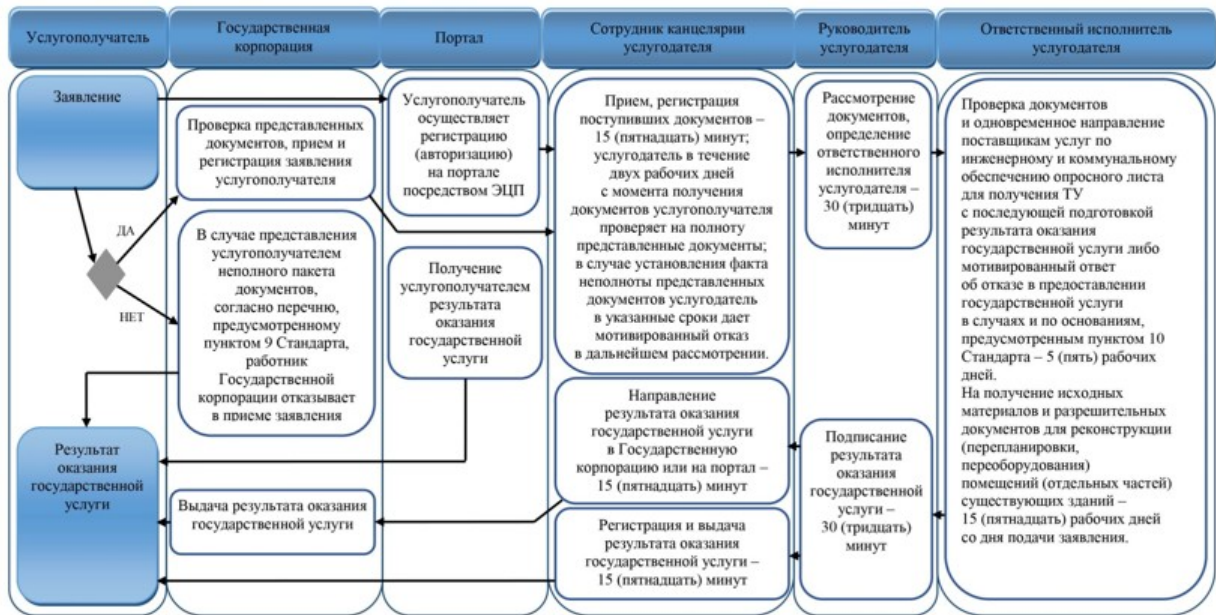 Услугополучатель
Государственная
корпорация
Портал
Сотрудник канцелярии
услугодателя
Руководитель
услугодателя
Ответственный исполнитель
услугодателя
Заявление
ДА
НЕТ
Результат
оказания
государственной
услуги
Проверка представленных
документов, прием и
регистрация заявления
услугополучателя
В случае представления
услугополучателем
неполного пакета
документов,
согласно перечню,
предусмотренному
пунктом 9 Стандарта,
работник
Государственной
корпорации отказывает
в приеме заявления
Выдача результата оказания
государственной услуги
Услугополучатель
осуществляет
регистрацию
(авторизацию)
на портале
посредством ЭЦП
Получение
услугополучателем
результата оказания
государственной
услуги
Прием, регистрация
поступивших документов –
15 (пятнадцать) минут;
услугодатель в течение
двух рабочих дней
с момента получения
документов услугополучателя
проверяет на полноту
представленные документы;
в случае установления факта
неполноты представленных
документов услугодатель
в указанные сроки дает
мотивированный отказ
в дальнейшем рассмотрении.
Направление
результата оказания
государственной услуги
в Государственную
корпорацию или на портал –
15 (пятнадцать) минут
Регистрация и выдача
результата оказания
государственной услуги –
15 (пятнадцать) минут
Рассмотрение
документов,
определение
ответственного
исполнителя
услугодателя –
30 (тридцать)
минут
Подписание
результата
оказания
государственной
услуги –
30 (тридцать)
минут
Проверка документов
и одновременное направление
поставщикам услуг по
инженерному и коммунальному
обеспечению опросного листа
для получения ТУ
с последующей подготовкой
результата оказания
государственной услуги либо
мотивированный ответ
об отказе в предоставлении
государственной услуги
в случаях и по основаниям,
предусмотренным пунктом 10
Стандарта – 5 (пять) рабочих
дней.
На получение исходных
материалов и разрешительных
документов для реконструкции
(перепланировки,
переоборудования)
помещений (отдельных частей)
существующих зданий –
15 (пятнадцать) рабочих дней
со дня подачи заявления.